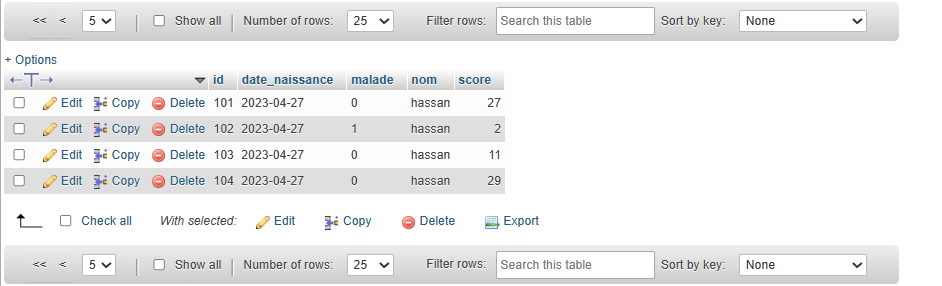 << < 5 Show all Number of rows: 25 Filter rows: Search this table Sort by key: None
+ Options
←T→ id date_naissance malade nom score
Edit Copy Delete 101 2023-04-27 0 hassan 27
Edit Copy Delete 102 2023-04-27 1 hassan 2
Edit Copy Delete 103 2023-04-27 0 hassan 11
Edit Copy Delete 104 2023-04-27 0 hassan 29
Check all With selected: Edit Copy Delete Export
<< < 5 Show all Number of rows: 25 Filter rows: Search this table Sort by key: None